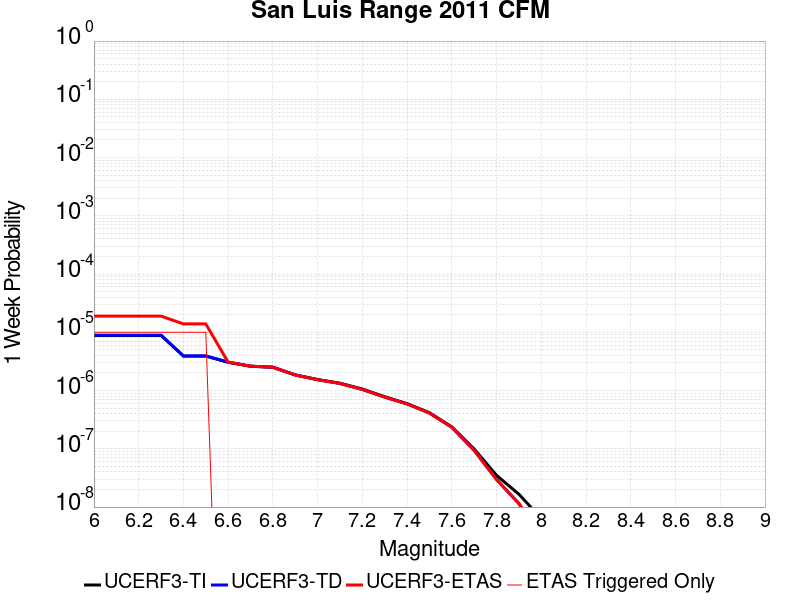 San Luis Range 2011 CFM
10 0
10 -1
10 -2
10 -3
10 -4
10 -5
10 -6
10 -7
10 -8
1 Week Probability
6 6.2 6.4 6.6 6.8 7 7.2 7.4 7.6 7.8 8 8.2 8.4 8.6 8.8 9
Magnitude
UCERF3-TI UCERF3-TD UCERF3-ETAS ETAS Triggered Only